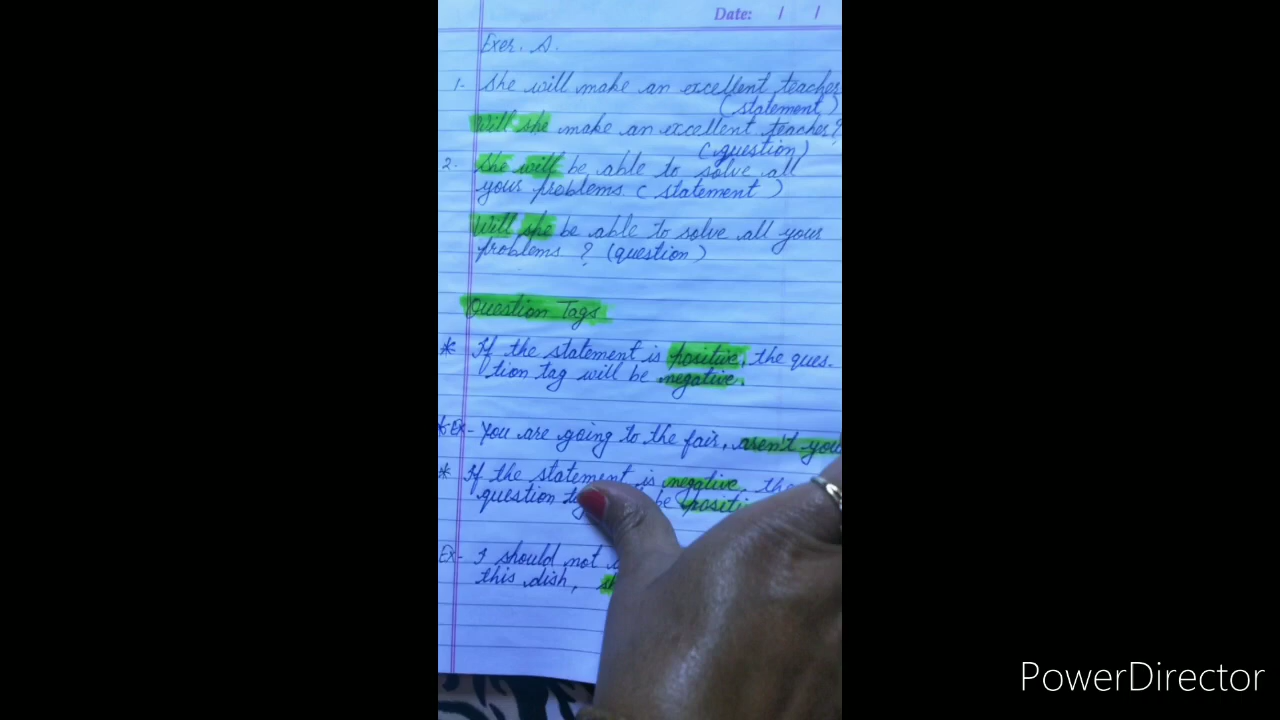 Date: / /
Exer. A.
1- She will make an excellent teacher
(statement)
Will she make an excellent teacher?
(question)
2- She will be able to solve all
your problems. (statement)
Will she be able to solve all your
problems ? (question)
Question Tags
* If the statement is positive, the ques-
tion tag will be negative.
* Ex- You are going to the fair, aren't you
* If the statement is negative, the
question be
Ex- I should not
this dish,
PowerDirector